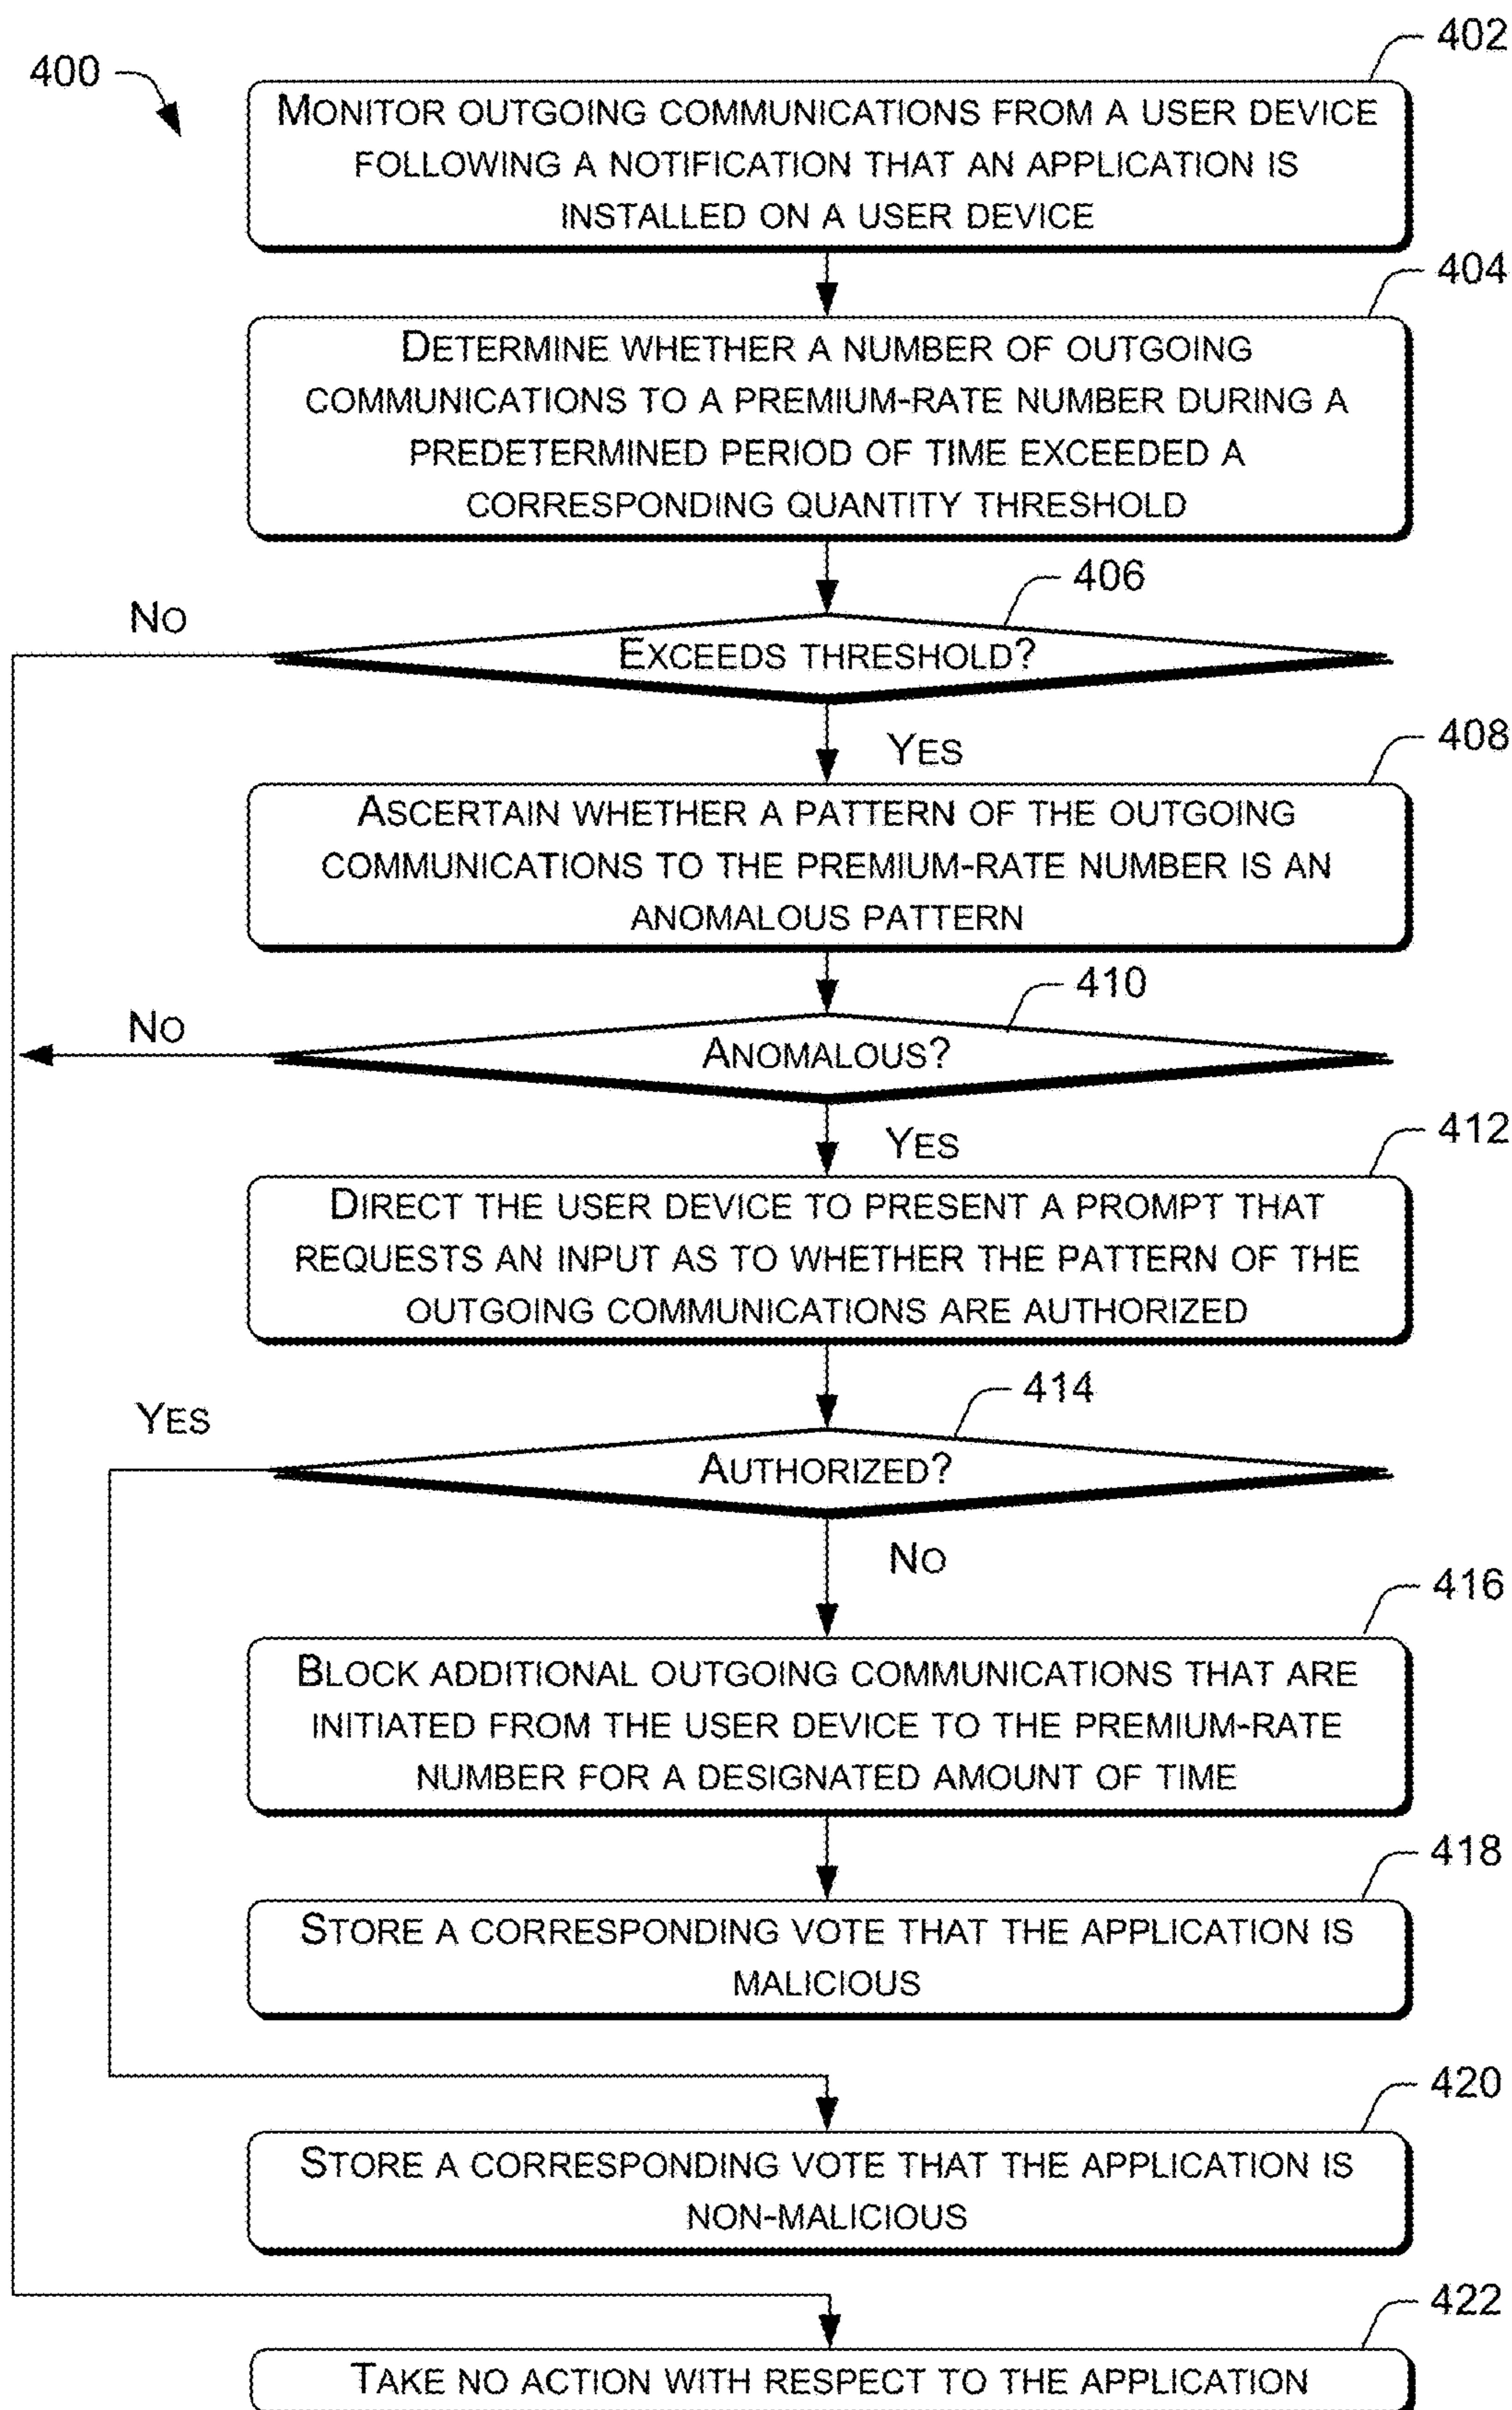 402
400
MONITOR OUTGOING COMMUNICATIONS FROM A USER DEVICE
FOLLOWING A NOTIFICATION THAT AN APPLICATION IS
INSTALLED ON A USER DEVICE
404
DETERMINE WHETHER A NUMBER OF OUTGOING
COMMUNICATIONS TO A PREMIUM-RATE NUMBER DURING A
PREDETERMINED PERIOD OF TIME EXCEEDED A
CORRESPONDING QUANTITY THRESHOLD
406
NO
EXCEEDS THRESHOLD?
YES
408
ASCERTAIN WHETHER A PATTERN OF THE OUTGOING
COMMUNICATIONS TO THE PREMIUM-RATE NUMBER IS AN
ANOMALOUS PATTERN
410
NO
ANOMALOUS?
YES
412
DIRECT THE USER DEVICE TO PRESENT A PROMPT THAT
REQUESTS AN INPUT AS TO WHETHER THE PATTERN OF THE
OUTGOING COMMUNICATIONS ARE AUTHORIZED
414
YES
AUTHORIZED?
NO
416
BLOCK ADDITIONAL OUTGOING COMMUNICATIONS THAT ARE
INITIATED FROM THE USER DEVICE TO THE PREMIUM-RATE
NUMBER FOR A DESIGNATED AMOUNT OF TIME
418
STORE A CORRESPONDING VOTE THAT THE APPLICATION IS
MALICIOUS
420
STORE A CORRESPONDING VOTE THAT THE APPLICATION IS
NON-MALICIOUS
422
TAKE NO ACTION WITH RESPECT TO THE APPLICATION